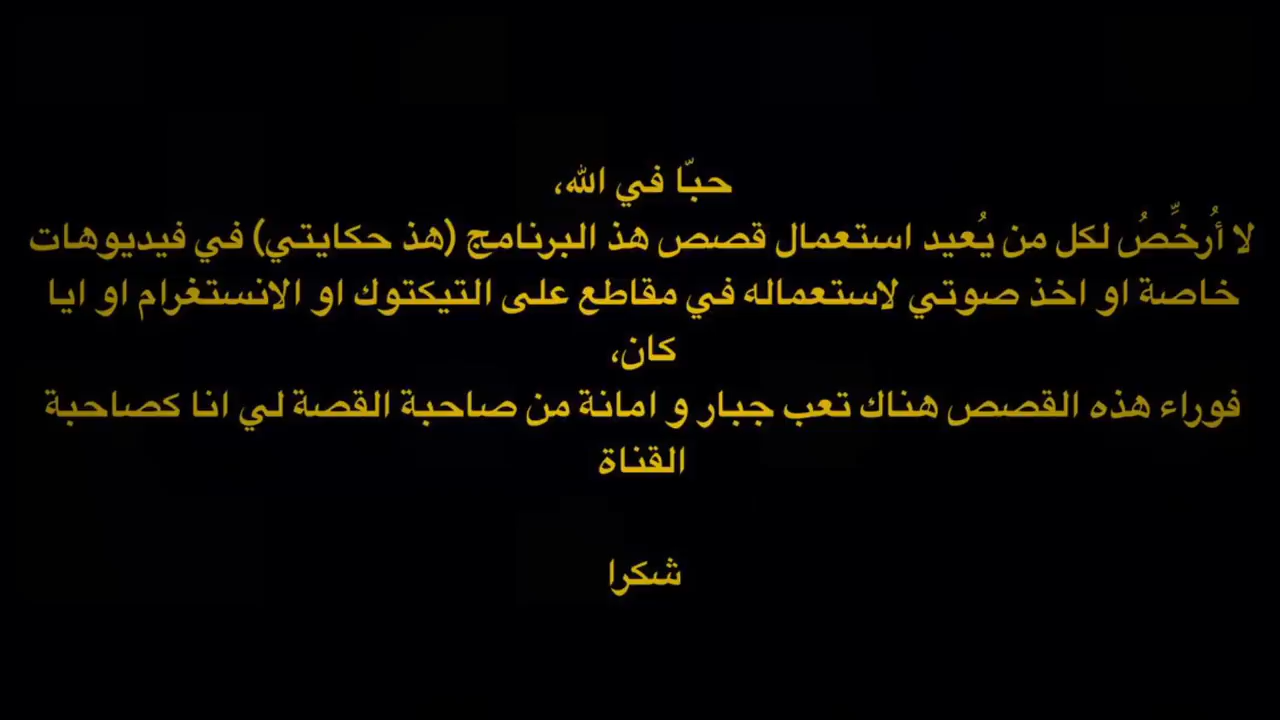 حبّا في الله،
لا أُرخِّصُ لكل من يُعيد استعمال قصص هذ البرنامج (هذ حكايتي) في فيديوهات
خاصة او اخذ صوتي لاستعماله في مقاطع على التيكتوك او الانستغرام او ايا
كان،
فوراء هذه القصص هناك تعب جبار و امانة من صاحبة القصة لي انا كصاحبة
القناة
شكرا